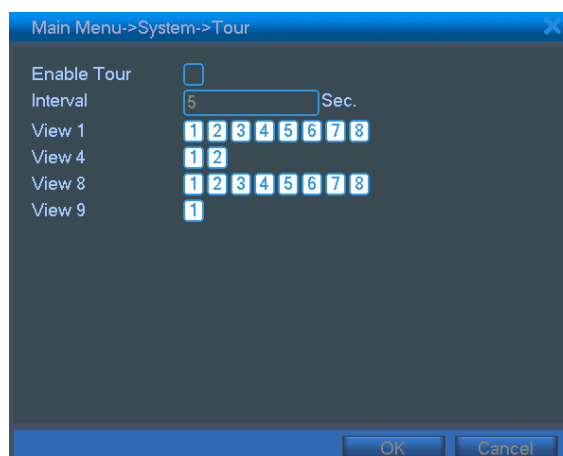 Main Menu->System->Tour
Enable Tour
Interval 5 Sec.
View 1 1 2 3 4 5 6 7 8
View 4 1 2
View 8 1 2 3 4 5 6 7 8
View 9 1
OK Cancel